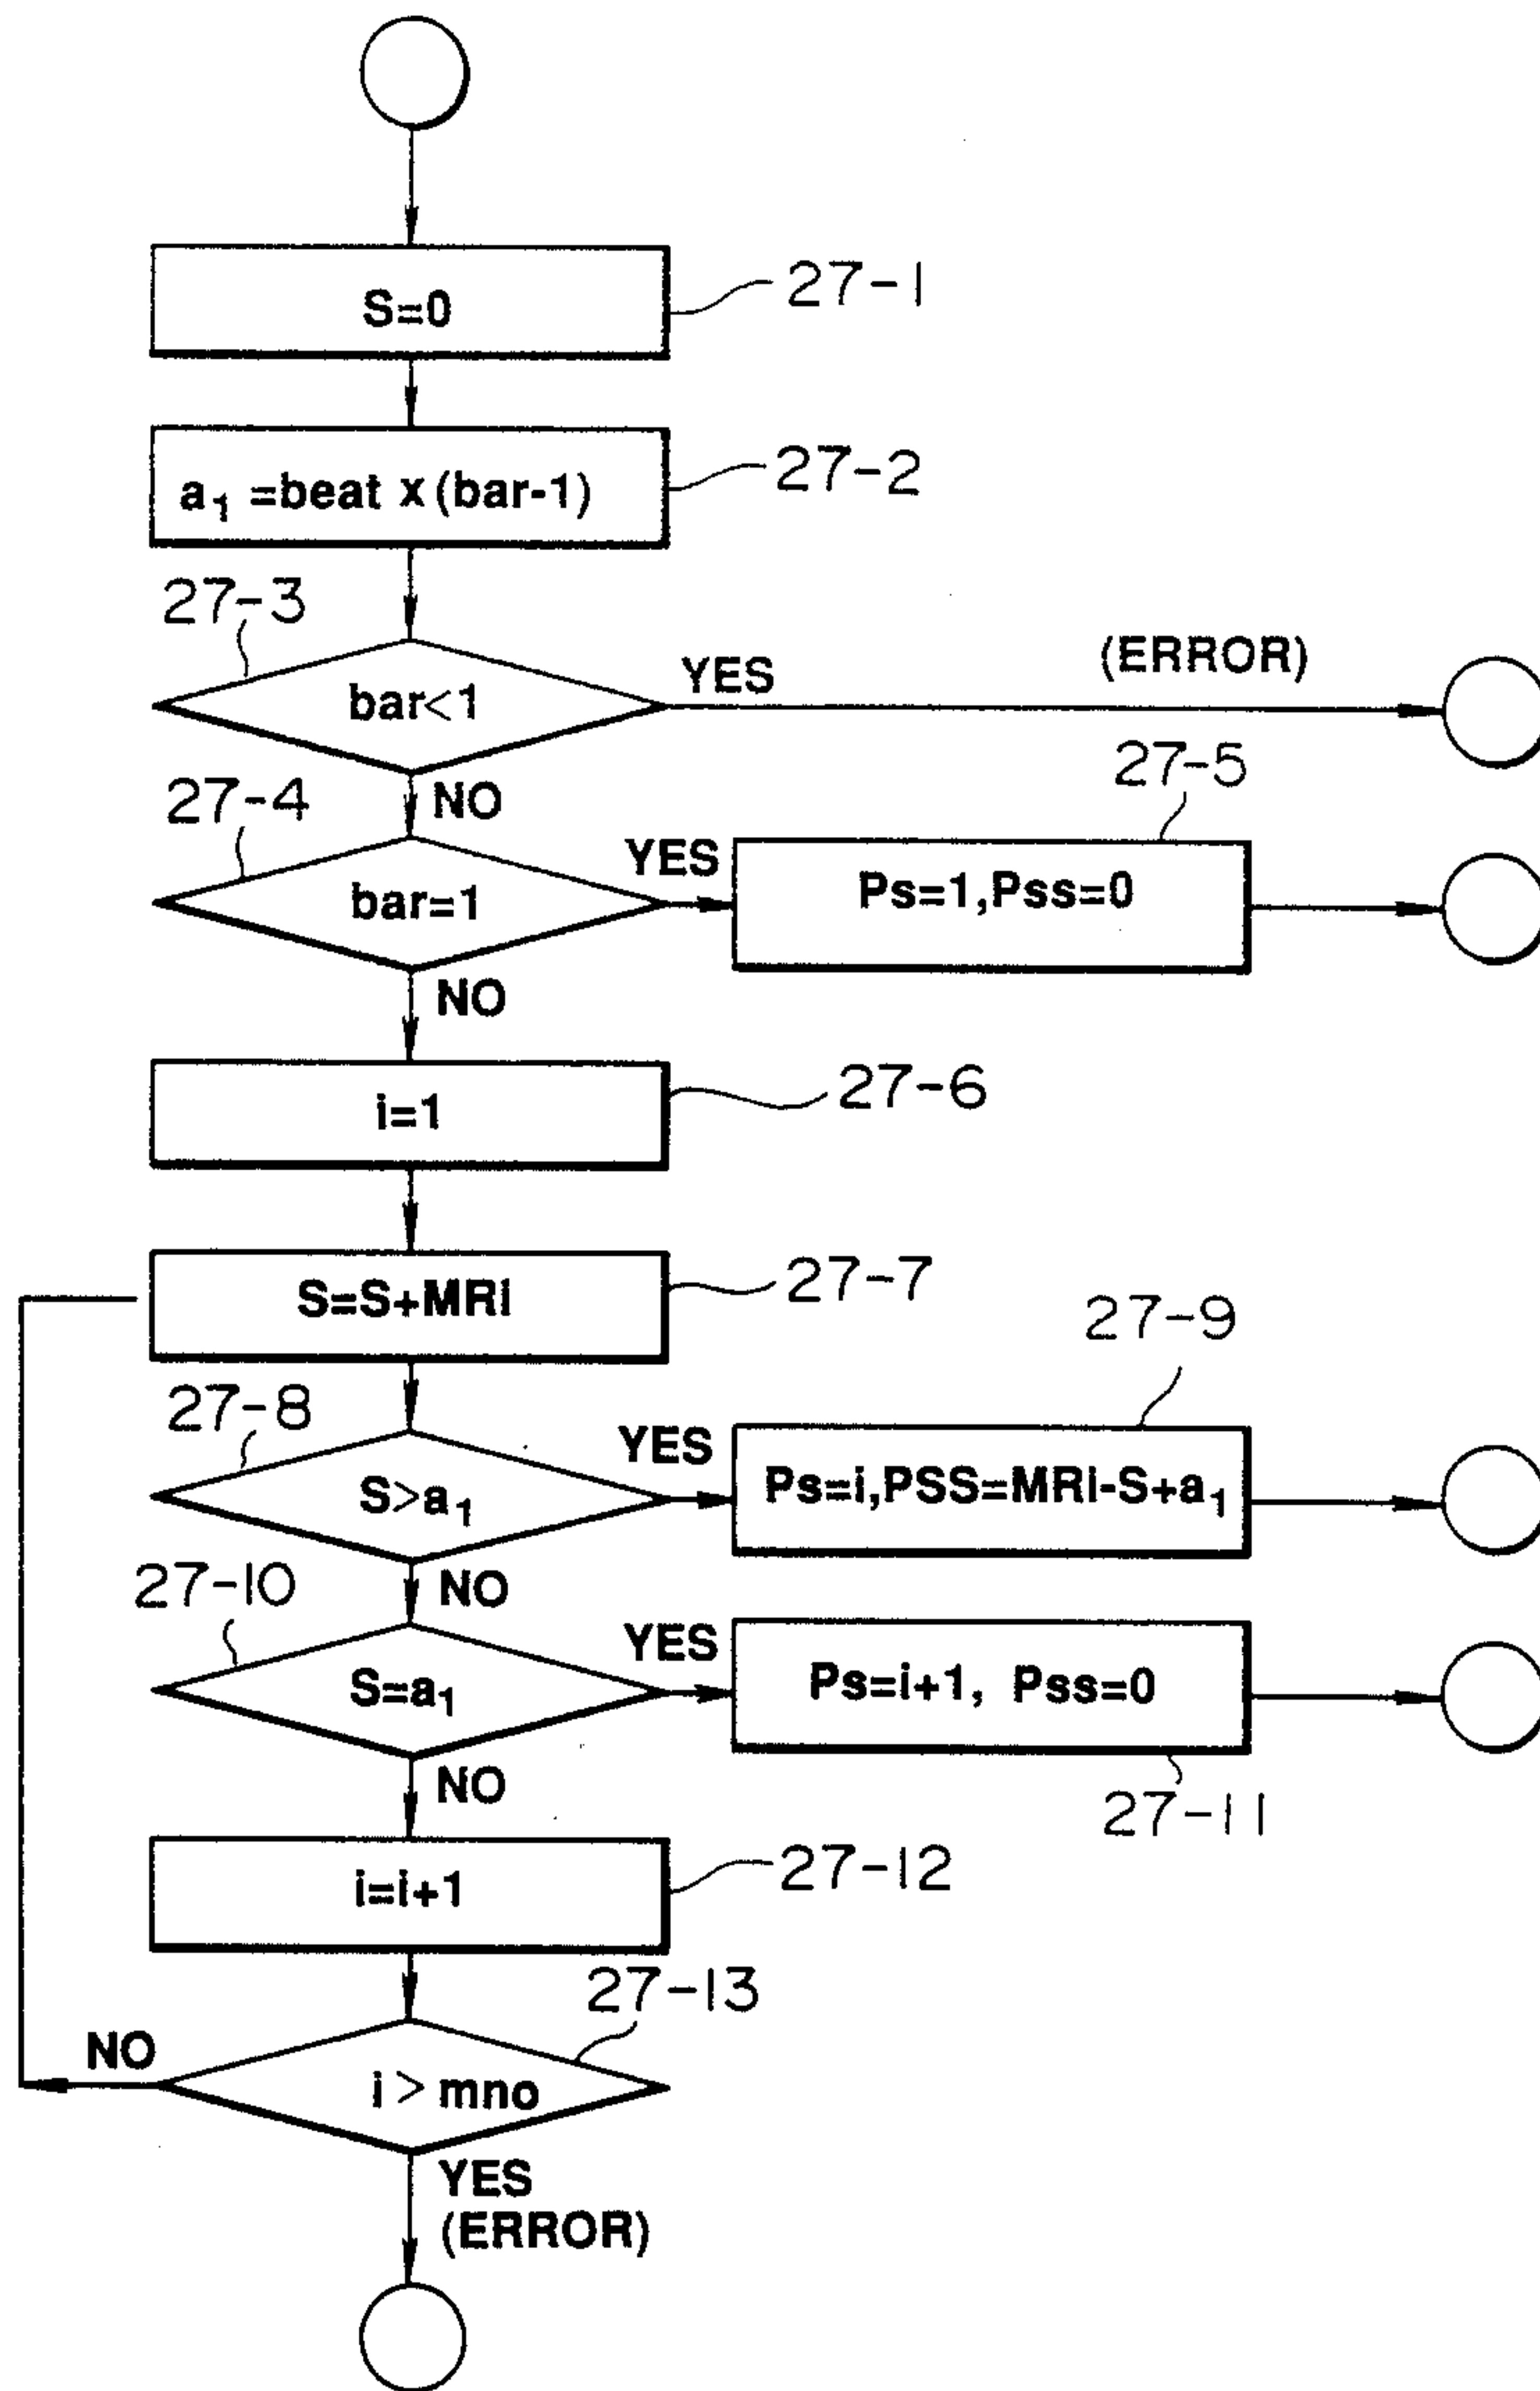 S=0
27-1
a1 =beat x (bar-1)
27-2
27-3
bar<1
YES
(ERROR)
NO
27-4
bar=1
YES
27-5
Ps=1,Pss=0
NO
i=1
27-6
S=S+MRi
27-7
27-8
S>a1
YES
27-9
Ps=i,PSS=MRi-S+a1
NO
27-10
S=a1
YES
Ps=i+1, Pss=0
27-11
NO
i=i+1
27-12
27-13
NO
i > mno
YES
(ERROR)